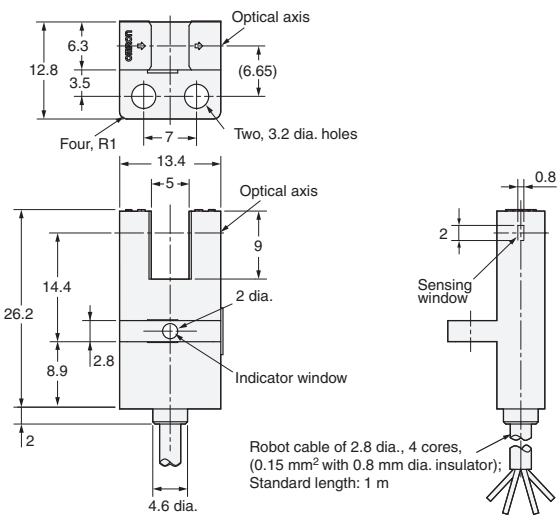 Optical axis
6.3
OMRON
12.8
(6.65)
3.5
7
Two, 3.2 dia. holes
Four, R1
13.4
5
Optical axis
0.8
2
9
Sensing
window
14.4
2 dia.
26.2
2.8
8.9
Indicator window
2
Robot cable of 2.8 dia., 4 cores,
(0.15 mm² with 0.8 mm dia. insulator);
Standard length: 1 m
4.6 dia.